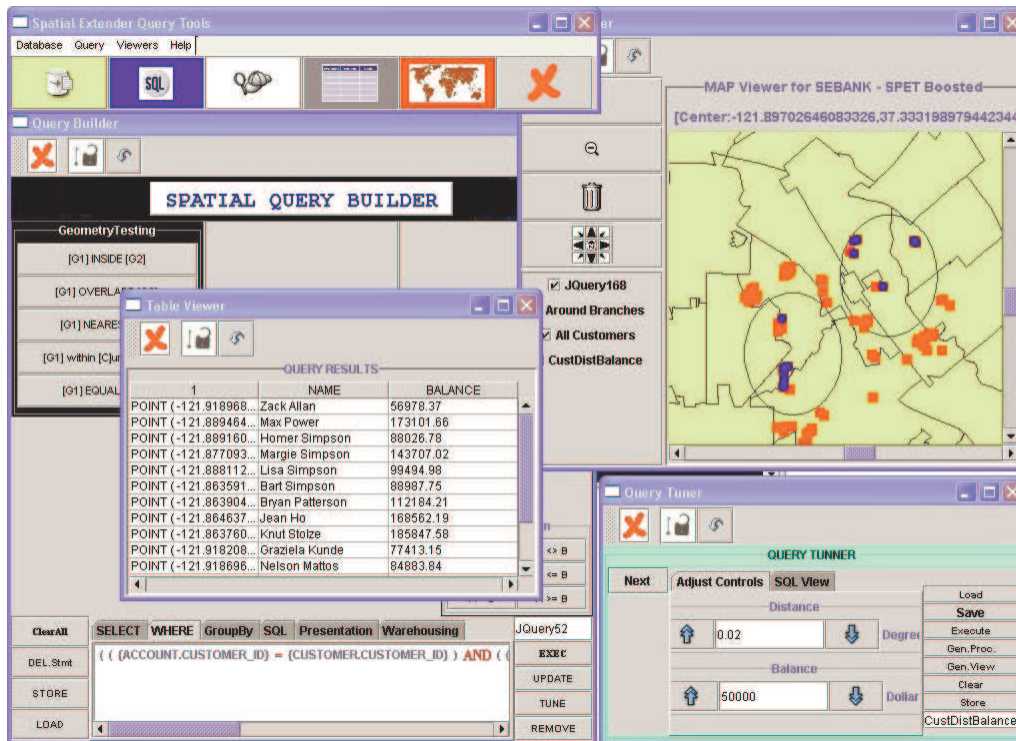 Spatial Extender Query Tools
Database Query Viewers Help
SQL
Query Builder
SPATIAL QUERY BUILDER
GeometryTesting
[G1] INSIDE [G2]
[G1] OVERLA
[G1] NEARES
[G1] within [C]ur
[G1] EQUAL
MAP Viewer for SEBANK - SPET Boosted
[Center:-121.89702646083326,37.333198979442344
JQuery168
Around Branches
All Customers
CustDistBalance
Table Viewer
QUERY RESULTS
1 NAME BALANCE
POINT (-121.918968... Zack Allan 56978.37
POINT (-121.889464... Max Power 173101.66
POINT (-121.889160... Homer Simpson 88026.78
POINT (-121.877093... Margie Simpson 143707.02
POINT (-121.888112... Lisa Simpson 99494.98
POINT (-121.863591... Bart Simpson 88987.75
POINT (-121.863904... Bryan Patterson 112184.21
POINT (-121.864637... Jean Ho 168562.19
POINT (-121.863760... Knut Stolze 185847.58
POINT (-121.918208... Graziela Kunde 77413.15
POINT (-121.918696... Nelson Mattos 84883.84
<> B
<= B
>= B
ClearAll
DEL.Stmt
STORE
LOAD
SELECT WHERE GroupBy SQL Presentation Warehousing
( ( {ACCOUNT.CUSTOMER_ID} = {CUSTOMER.CUSTOMER_ID} ) AND ( (
JQuery52
EXEC
UPDATE
TUNE
REMOVE
Query Tuner
QUERY TUNNER
Next
Adjust Controls SQL View
Distance
0.02 Degree
Balance
50000 Dollar
Load
Save
Execute
Gen.Proc.
Gen.View
Clear
Store
CustDistBalance